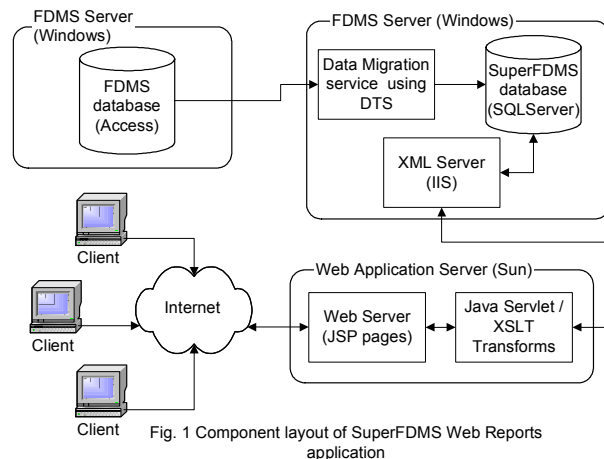 FDMS Server
(Windows)
FDMS
database
(Access)
FDMS Server (Windows)
Data Migration
service using
DTS
SuperFDMS
database
(SQLServer)
XML Server
(IIS)
Client
Client
Client
Internet
Web Application Server (Sun)
Web Server
(JSP pages)
Java Servlet /
XSLT
Transforms
Fig. 1 Component layout of SuperFDMS Web Reports
application